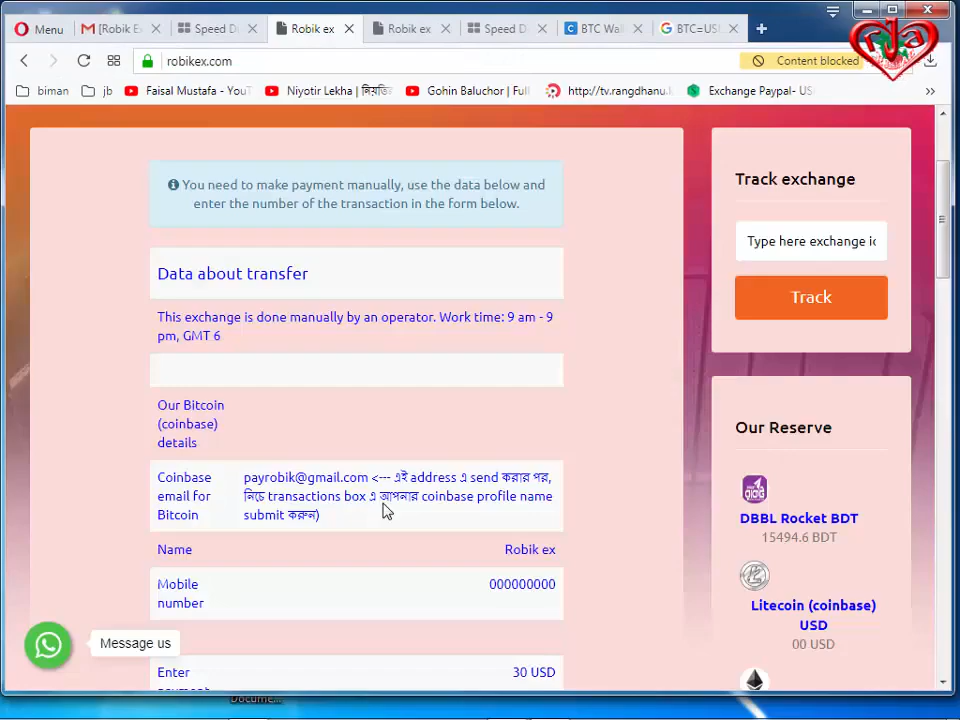 Menu
[Robik E
Speed D
Robik ex
Robik ex
Speed D
BTC Wal
BTC=US
robikex.com
Content blocked
biman
jb
Faisal Mustafa - YouT
Niyotir Lekha | নিয়তির
Gohin Baluchor | Full
http://tv.rangdhanu.l
Exchange Paypal- US
You need to make payment manually, use the data below and
enter the number of the transaction in the form below.
Data about transfer
This exchange is done manually by an operator. Work time: 9 am - 9
pm, GMT 6
Our Bitcoin
(coinbase)
details
Coinbase
email for
Bitcoin
payrobik@gmail.com <--- এই address এ send করার পর,
নিচে transactions box এ আপনার coinbase profile name
submit করুন)
Name
Robik ex
Mobile
number
000000000
Enter
30 USD
Message us
Track exchange
Type here exchange ic
Track
Our Reserve
DBBL Rocket BDT
15494.6 BDT
Litecoin (coinbase)
USD
00 USD
Docume...